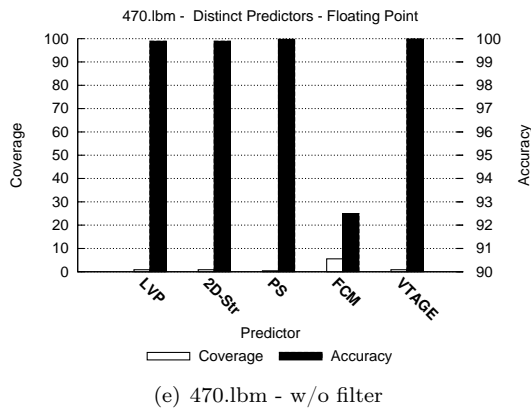 470.lbm - Distinct Predictors - Floating Point
100 100
90 99
80 98
70 97
60 96
50 95
40 94
30 93
20 92
10 91
0 90
Coverage
Accuracy
LVP 2D-Str PS FCM VTAGE
Predictor
Coverage Accuracy
(e) 470.lbm - w/o filter